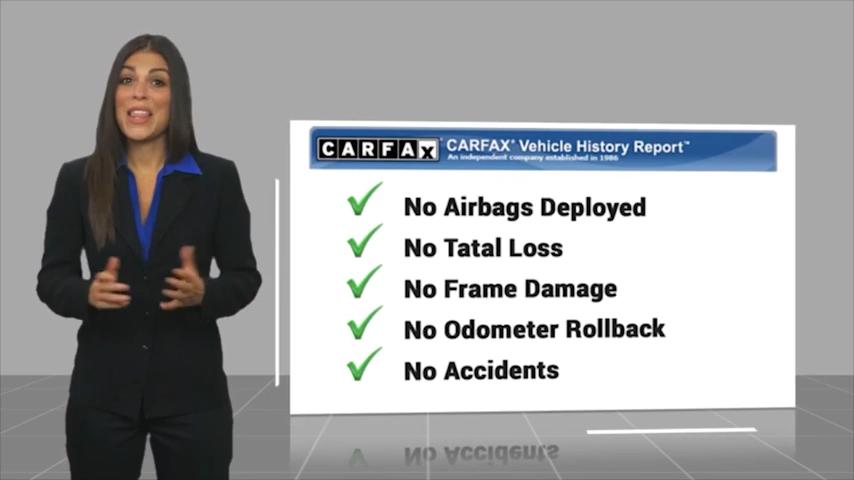 CARFAX CARFAX® Vehicle History Report™
An independent company established in 1986
No Airbags Deployed
No Tatal Loss
No Frame Damage
No Odometer Rollback
No Accidents
No Accidents